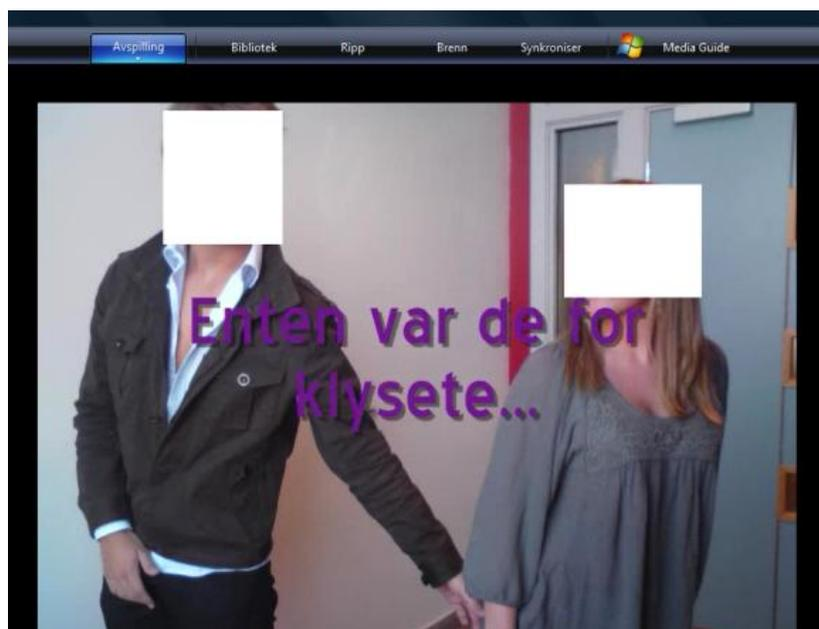 Avspilling Bibliotek Ripp Brenn Synkroniser Media Guide
Enten var de for
klysete...